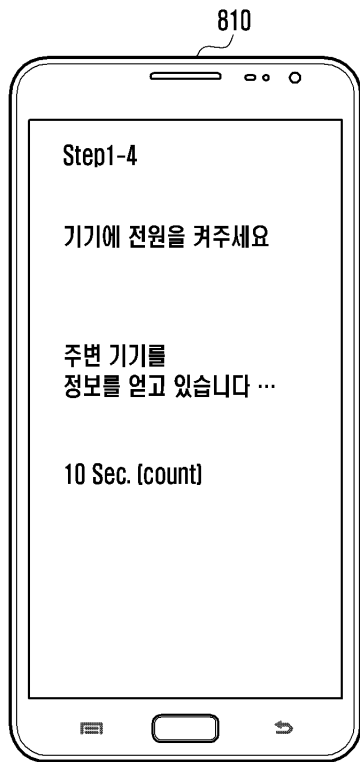 810
Step1-4
기기에 전원을 켜주세요
주변 기기를
정보를 얻고 있습니다 …
10 Sec. (count)